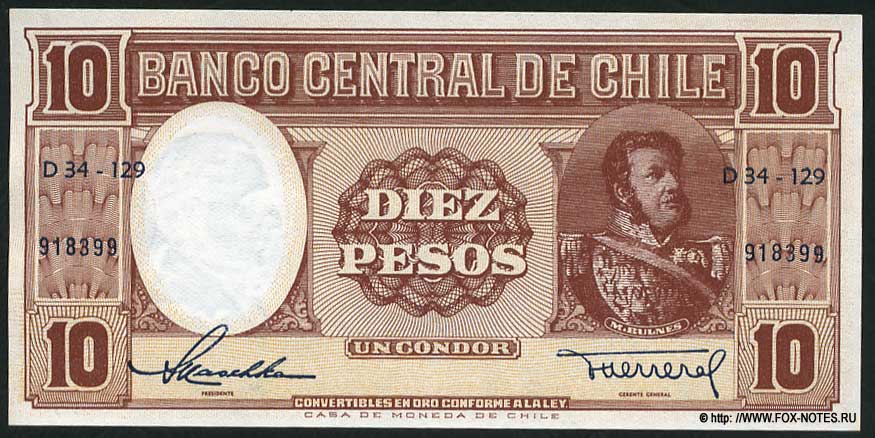 10 BANCO CENTRAL DE CHILE 10
D 34 - 129 D 34 - 129
DIEZ
918399 918399
PESOS
M. BULNES
10 UN CONDOR 10
PRESIDENTE GERENTE GENERAL
CONVERTIBLES EN ORO CONFORME A LA LEY
CASA DE MONEDA DE CHILE
© http://WWW.FOX-NOTES.RU